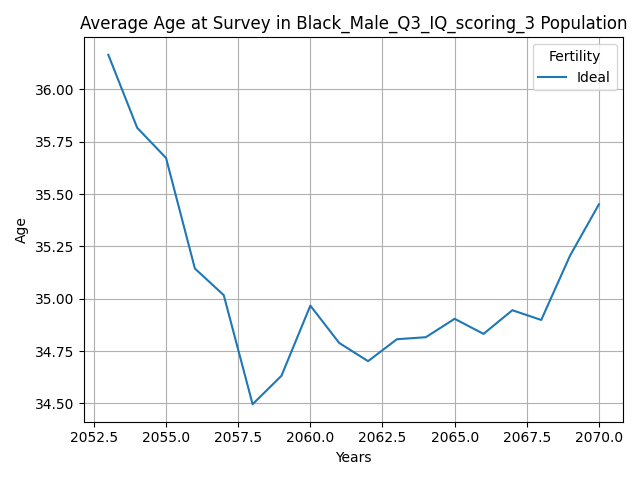 Average Age at Survey in Black_Male_Q3_IQ_scoring_3 Population
Fertility
Ideal
36.00
35.75
35.50
35.25
35.00
34.75
34.50
Age
2052.5 2055.0 2057.5 2060.0 2062.5 2065.0 2067.5 2070.0
Years